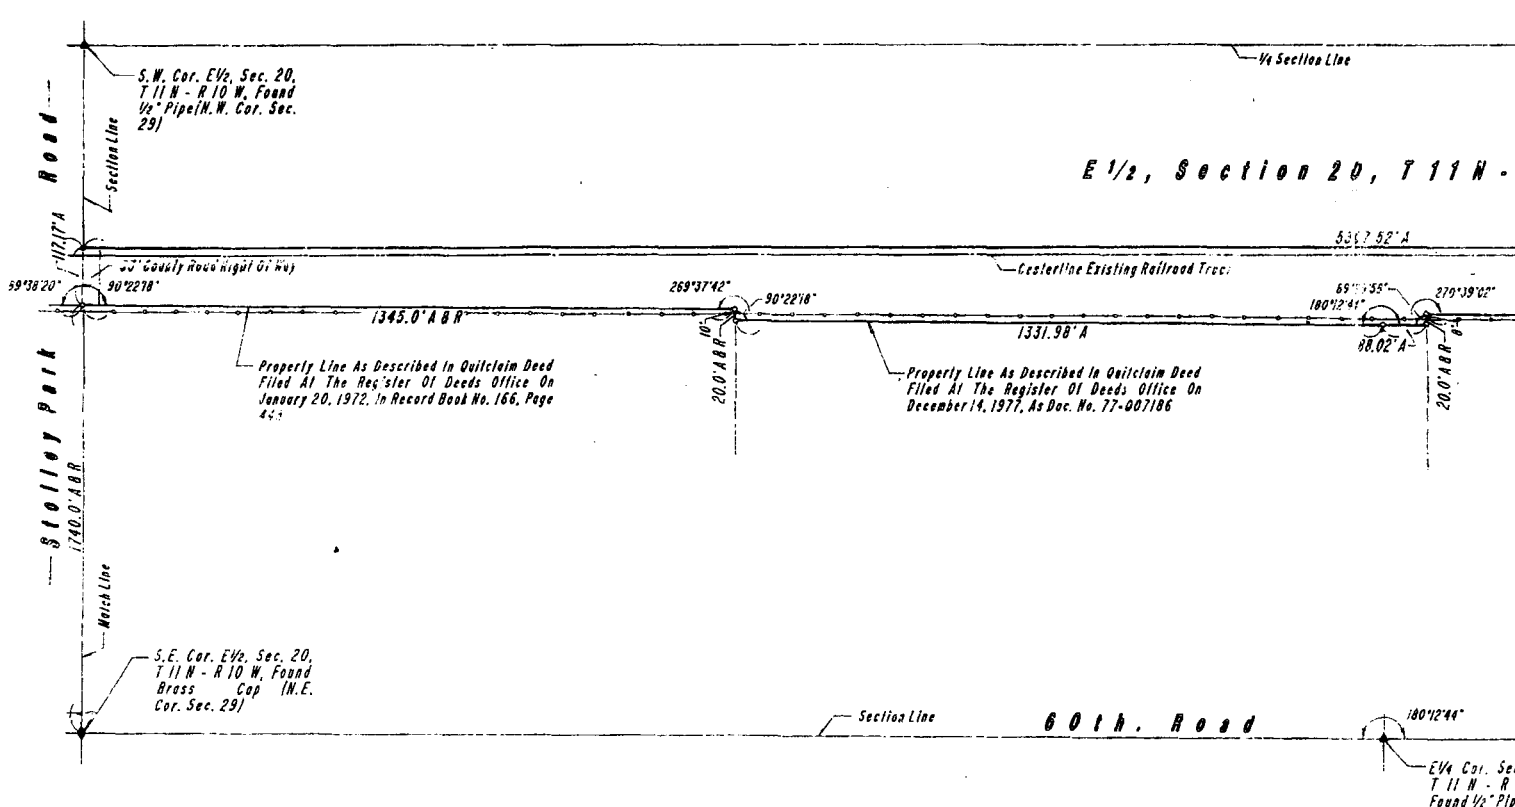 1/4 Section Line
S.W. Cor. E1/2, Sec. 20,
T 11 N - R 10 W, Found
1/2" Pipe(N.W. Cor. Sec.
29)
Section Line
Road
E 1/2, Section 20, T 11 N -
117.17' A
33' County Road Right Of Way
Centerline Existing Railroad Track
90°22'18"
269°37'42"
90°22'18"
180°12'41"
270°39'02"
1345.0' A B R
10'
1331.98' A
88.02' A
8'
20.0' A B R
20.0' A B R
Property Line As Described In Quitclaim Deed
Filed At The Register Of Deeds Office On
January 20, 1972, In Record Book No. 166, Page
Property Line As Described In Quitclaim Deed
Filed At The Register Of Deeds Office On
December 14, 1977, As Doc. No. 77-007186
Stolley Park
1740.0' A B R
Match Line
S.E. Cor. E1/2, Sec. 20,
T 11 N - R 10 W, Found
Brass Cap (N.E.
Cor. Sec. 29)
Section Line
60th. Road
180°12'44"
E1/4 Cor. Sec
T 11 N - R
Found 1/2" Pip